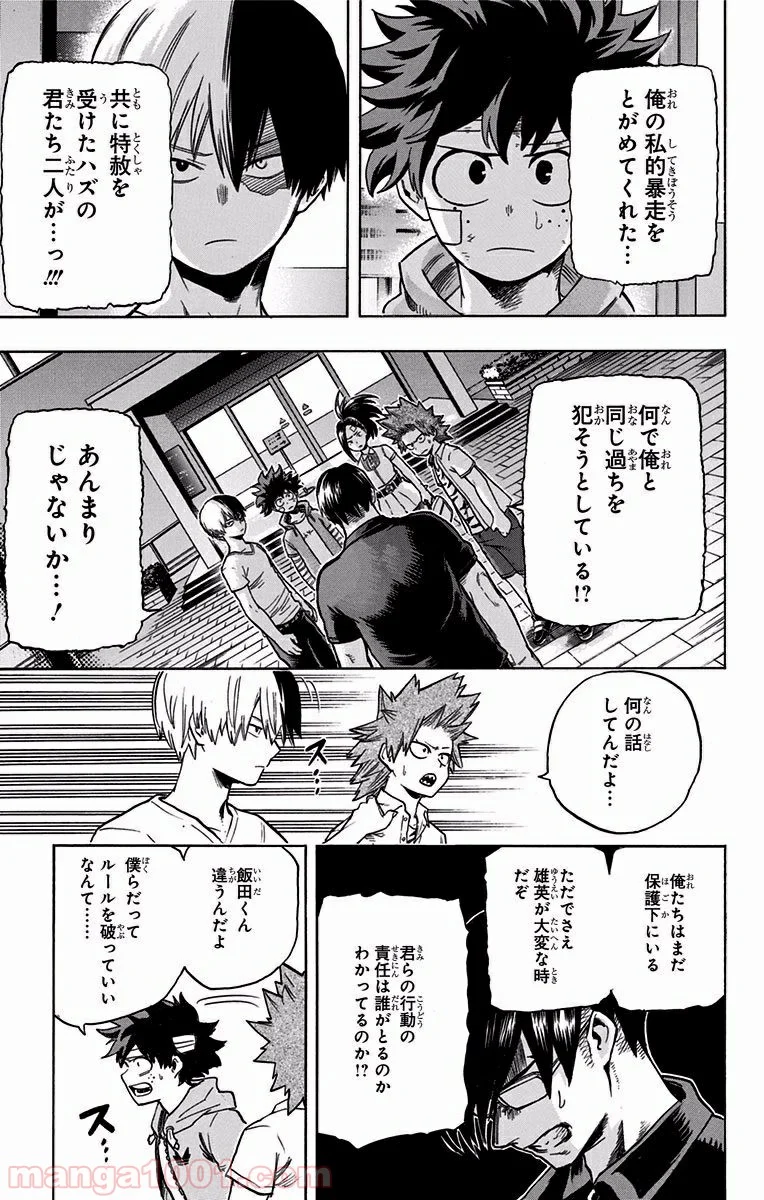 俺の私的暴走を
とがめてくれた…
共に特赦を
受けたハズの
君たち二人が…っ!!!
何で俺と
同じ過ちを
犯そうとしている!?
あんまり
じゃないか…!
何の話
してんだよ…
ス…
俺たちはまだ
保護下にいる
ただでさえ
雄英が大変な時
だぞ
君らの行動の
責任は誰がとるのか
わかってるのか!?
飯田くん
違うんだよ
僕らだって
ルールを破っていい
なんて……
ス…
manga1001.com